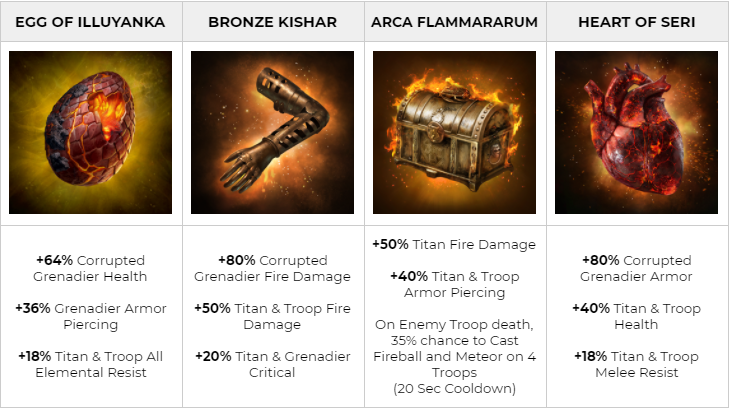 EGG OF ILLUYANKA
BRONZE KISHAR
ARCA FLAMMARARUM
HEART OF SERI
+64% Corrupted
Grenadier Health
+36% Grenadier Armor
Piercing
+18% Titan & Troop All
Elemental Resist
+80% Corrupted
Grenadier Fire Damage
+50% Titan & Troop Fire
Damage
+20% Titan & Grenadier
Critical
+50% Titan Fire Damage
+40% Titan & Troop
Armor Piercing
On Enemy Troop death,
35% chance to Cast
Fireball and Meteor on 4
Troops
(20 Sec Cooldown)
+80% Corrupted
Grenadier Armor
+40% Titan & Troop
Health
+18% Titan & Troop
Melee Resist